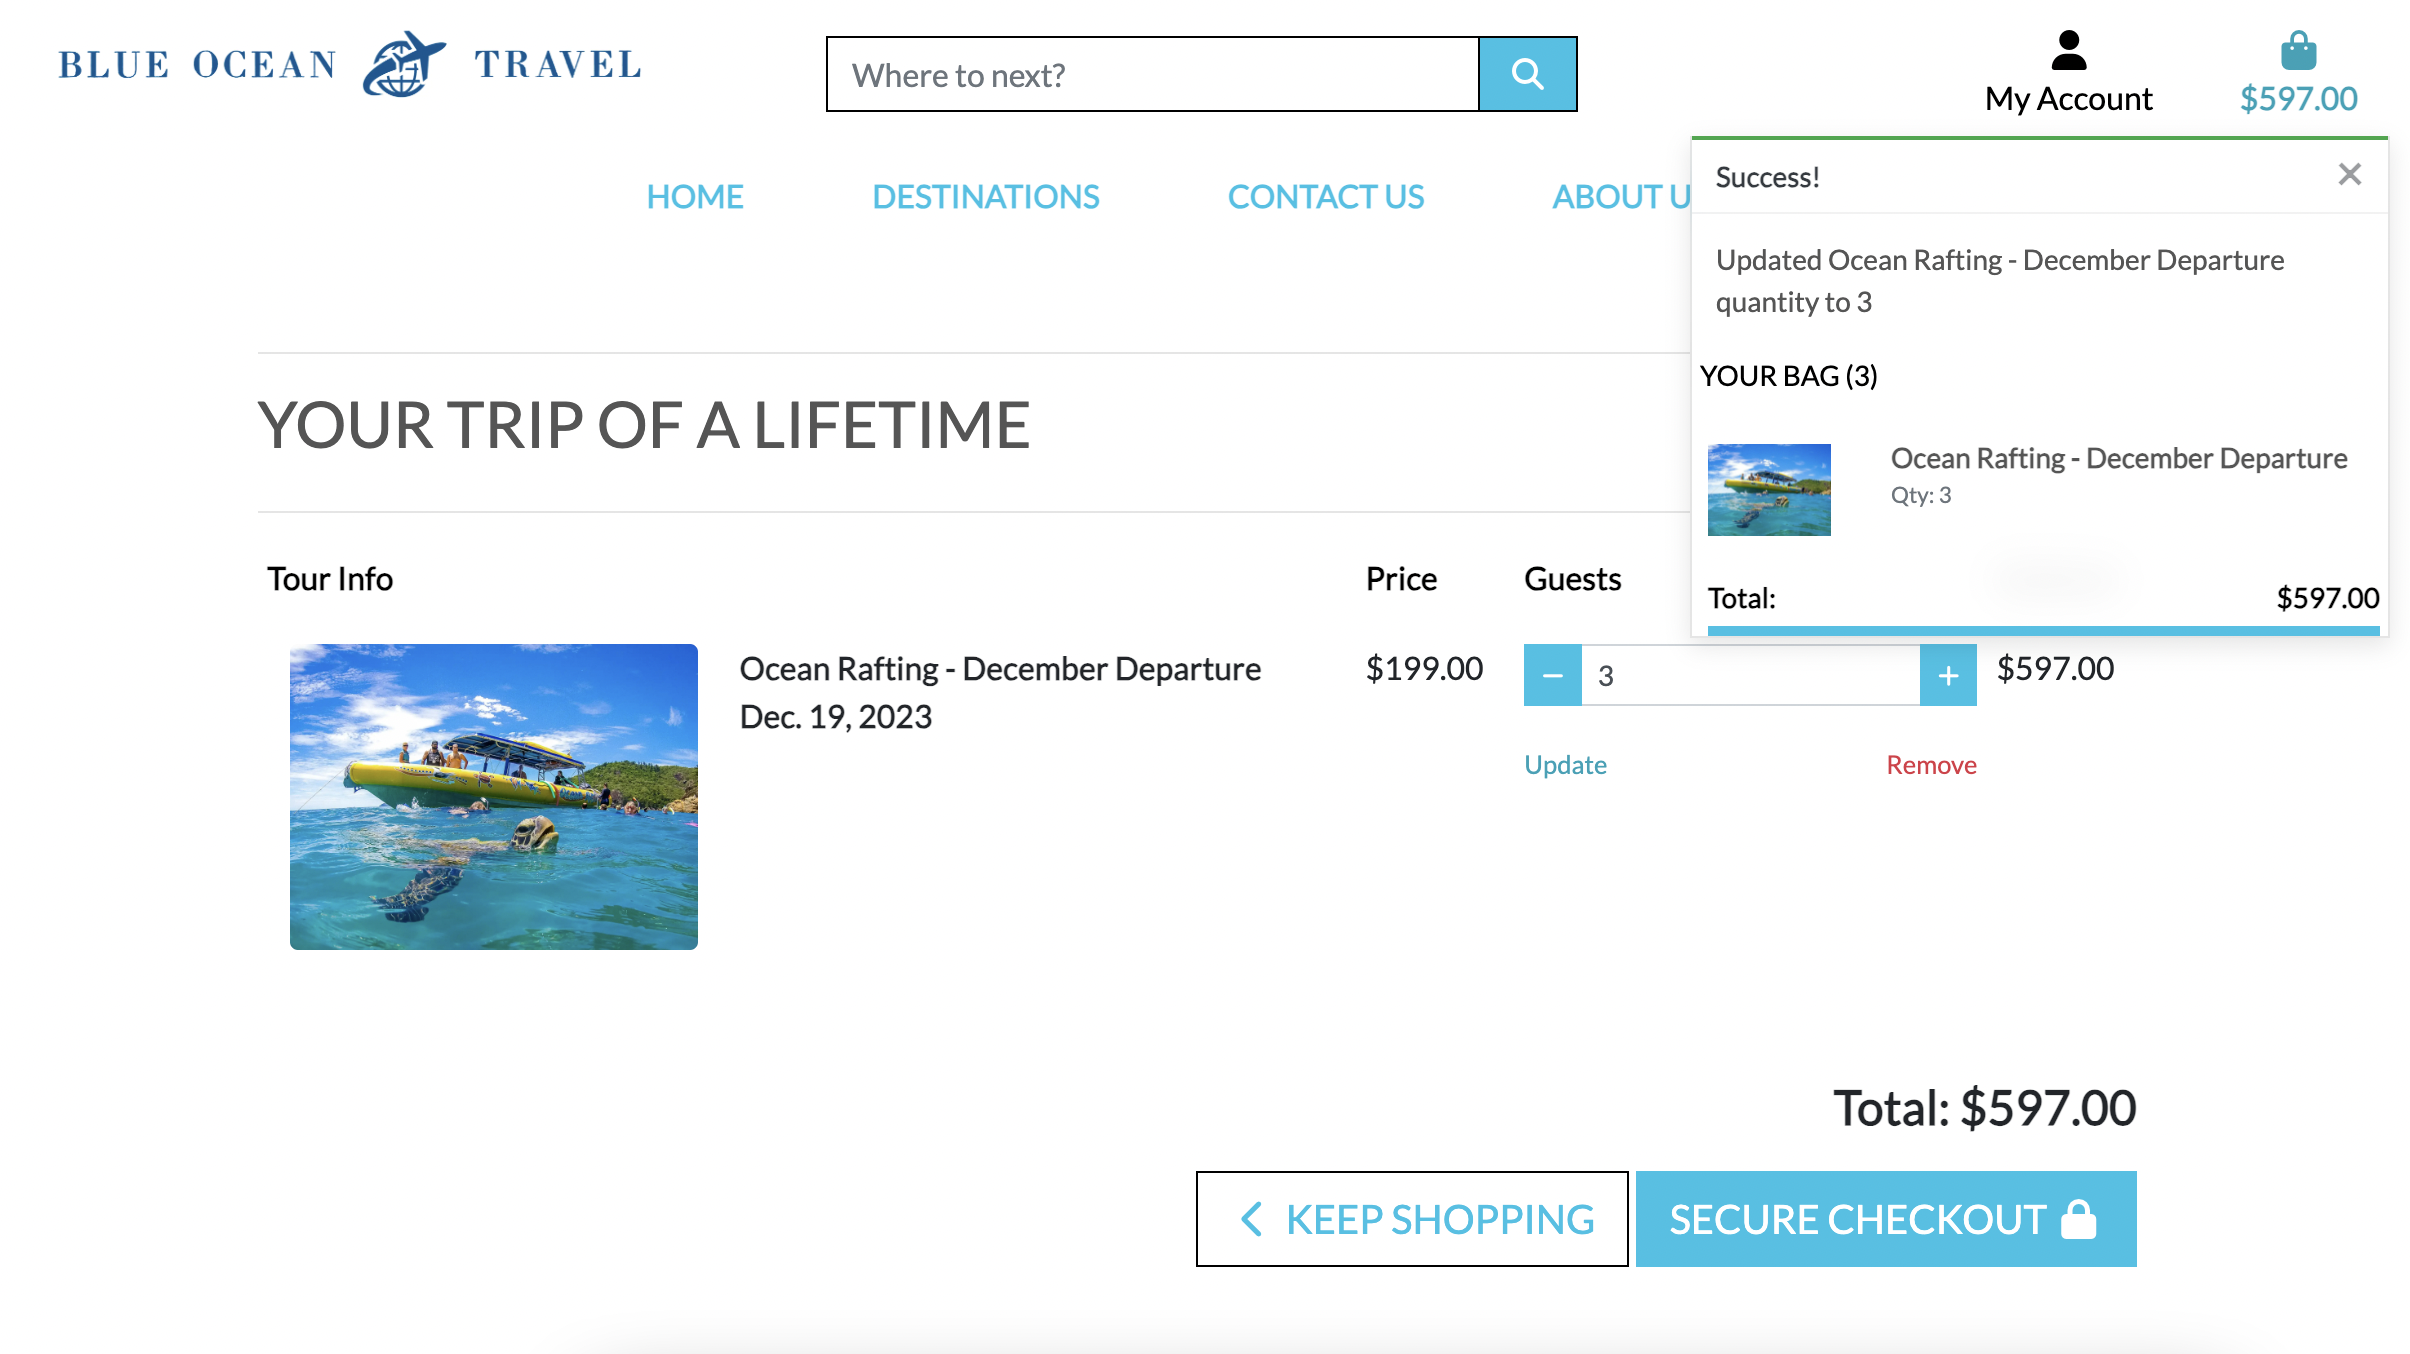 BLUE OCEAN TRAVEL
Where to next?
My Account
$597.00
HOME
DESTINATIONS
CONTACT US
ABOUT U
Success!
Updated Ocean Rafting - December Departure
quantity to 3
YOUR BAG (3)
Ocean Rafting - December Departure
Qty: 3
Total:
$597.00
YOUR TRIP OF A LIFETIME
Tour Info
Price
Guests
Ocean Rafting - December Departure
Dec. 19, 2023
$199.00
3
$597.00
Update
Remove
Total: $597.00
KEEP SHOPPING
SECURE CHECKOUT